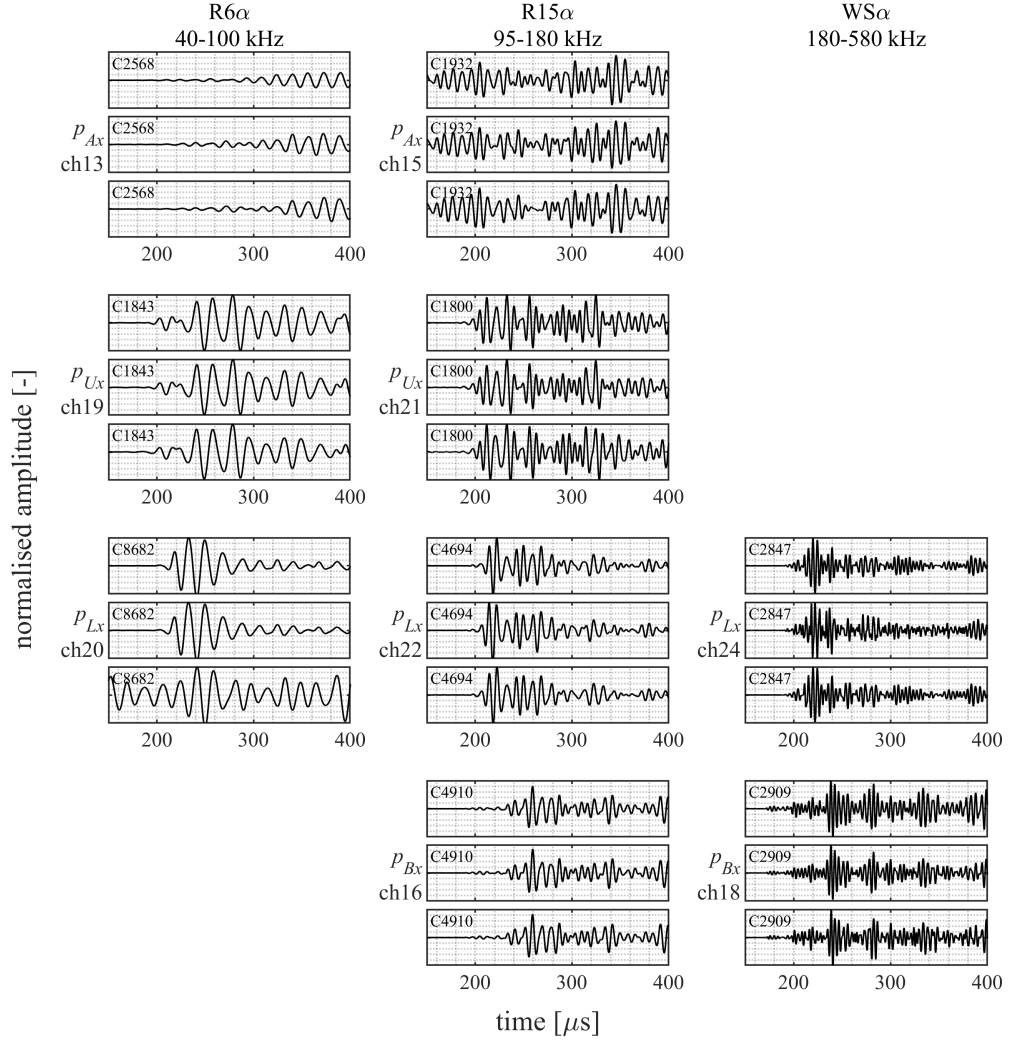 R6α
40-100 kHz
R15α
95-180 kHz
WSα
180-580 kHz
C2568
C2568
C2568
p_Ax
ch13
200 300 400
C1932
C1932
C1932
p_Ax
ch15
200 300 400
C1843
C1843
C1843
p_Ux
ch19
200 300 400
C1800
C1800
C1800
p_Ux
ch21
200 300 400
C8682
C8682
C8682
p_Lx
ch20
200 300 400
C4694
C4694
C4694
p_Lx
ch22
200 300 400
C2847
C2847
C2847
p_Lx
ch24
200 300 400
C4910
C4910
C4910
p_Bx
ch16
200 300 400
C2909
C2909
C2909
p_Bx
ch18
200 300 400
normalised amplitude [-]
time [μs]